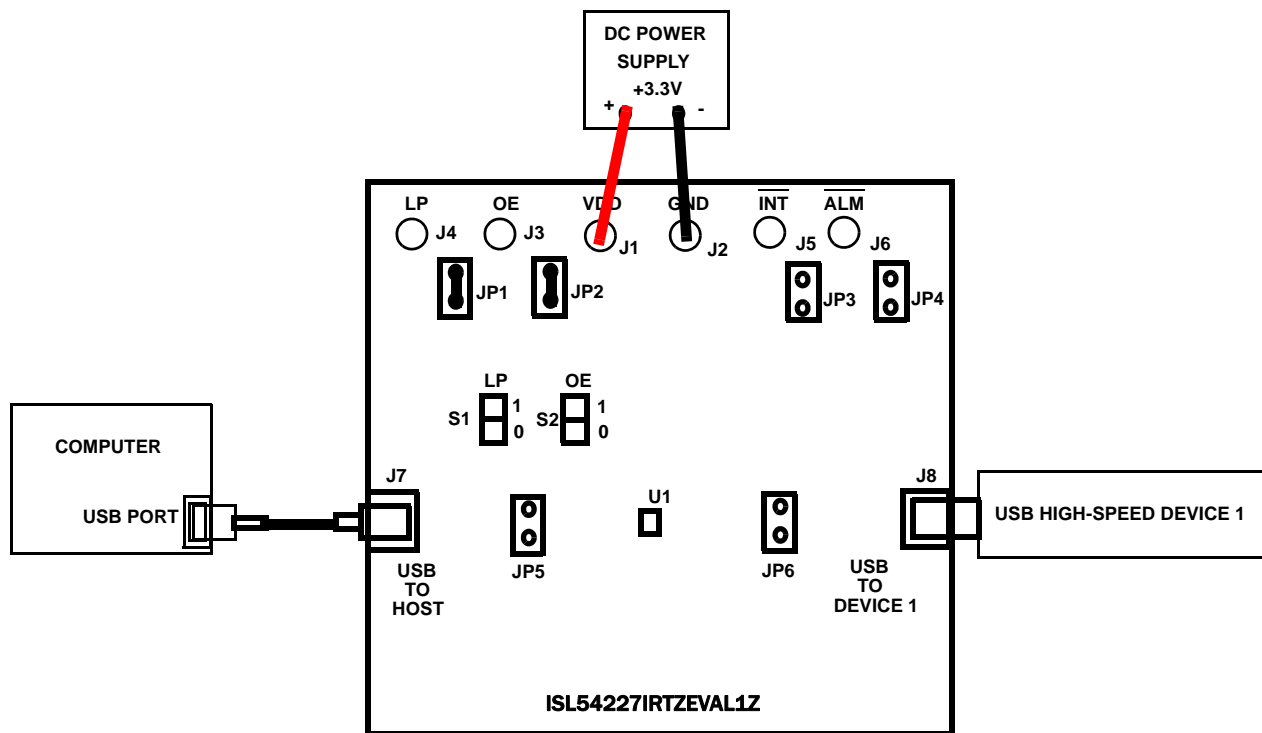 DC POWER
SUPPLY
+3.3V
+ -
LP OE VDD GND INT ALM
J4 J3 J1 J2 J5 J6
JP1 JP2 JP3 JP4
LP OE
S1 1 S2 1
0 0
COMPUTER
USB PORT
J7 U1 J8
USB HIGH-SPEED DEVICE 1
JP5 JP6
USB
TO
HOST
USB
TO
DEVICE 1
ISL54227IRTZEVAL1Z